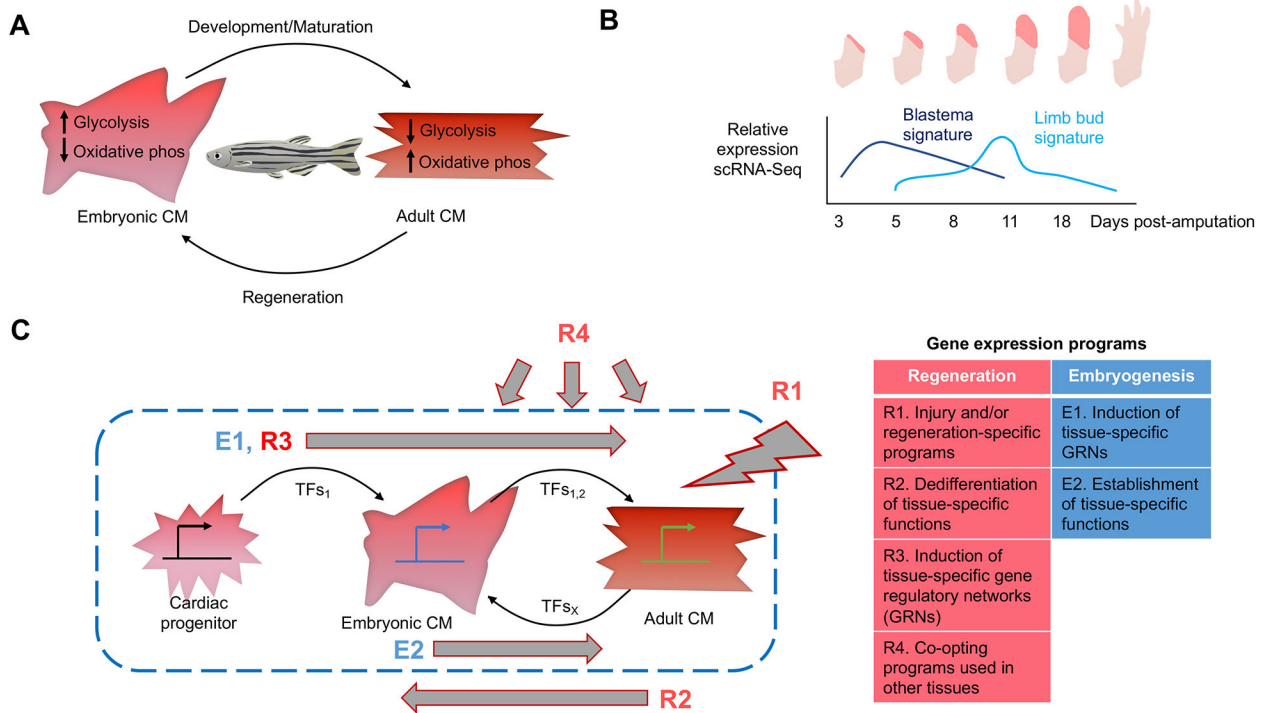 A
Development/Maturation
Glycolysis
Oxidative phos
Glycolysis
Oxidative phos
Embryonic CM
Adult CM
Regeneration
B
Relative
expression
scRNA-Seq
Blastema
signature
Limb bud
signature
3 5 8 11 18 Days post-amputation
C
R4
R1
E1, R3
TFs1
TFs1,2
TFsX
Cardiac
progenitor
Embryonic CM
Adult CM
E2
R2
Gene expression programs
Regeneration
Embryogenesis
R1. Injury and/or
regeneration-specific
programs
E1. Induction of
tissue-specific
GRNs
R2. Dedifferentiation
of tissue-specific
functions
E2. Establishment
of tissue-specific
functions
R3. Induction of
tissue-specific gene
regulatory networks
(GRNs)
R4. Co-opting
programs used in
other tissues